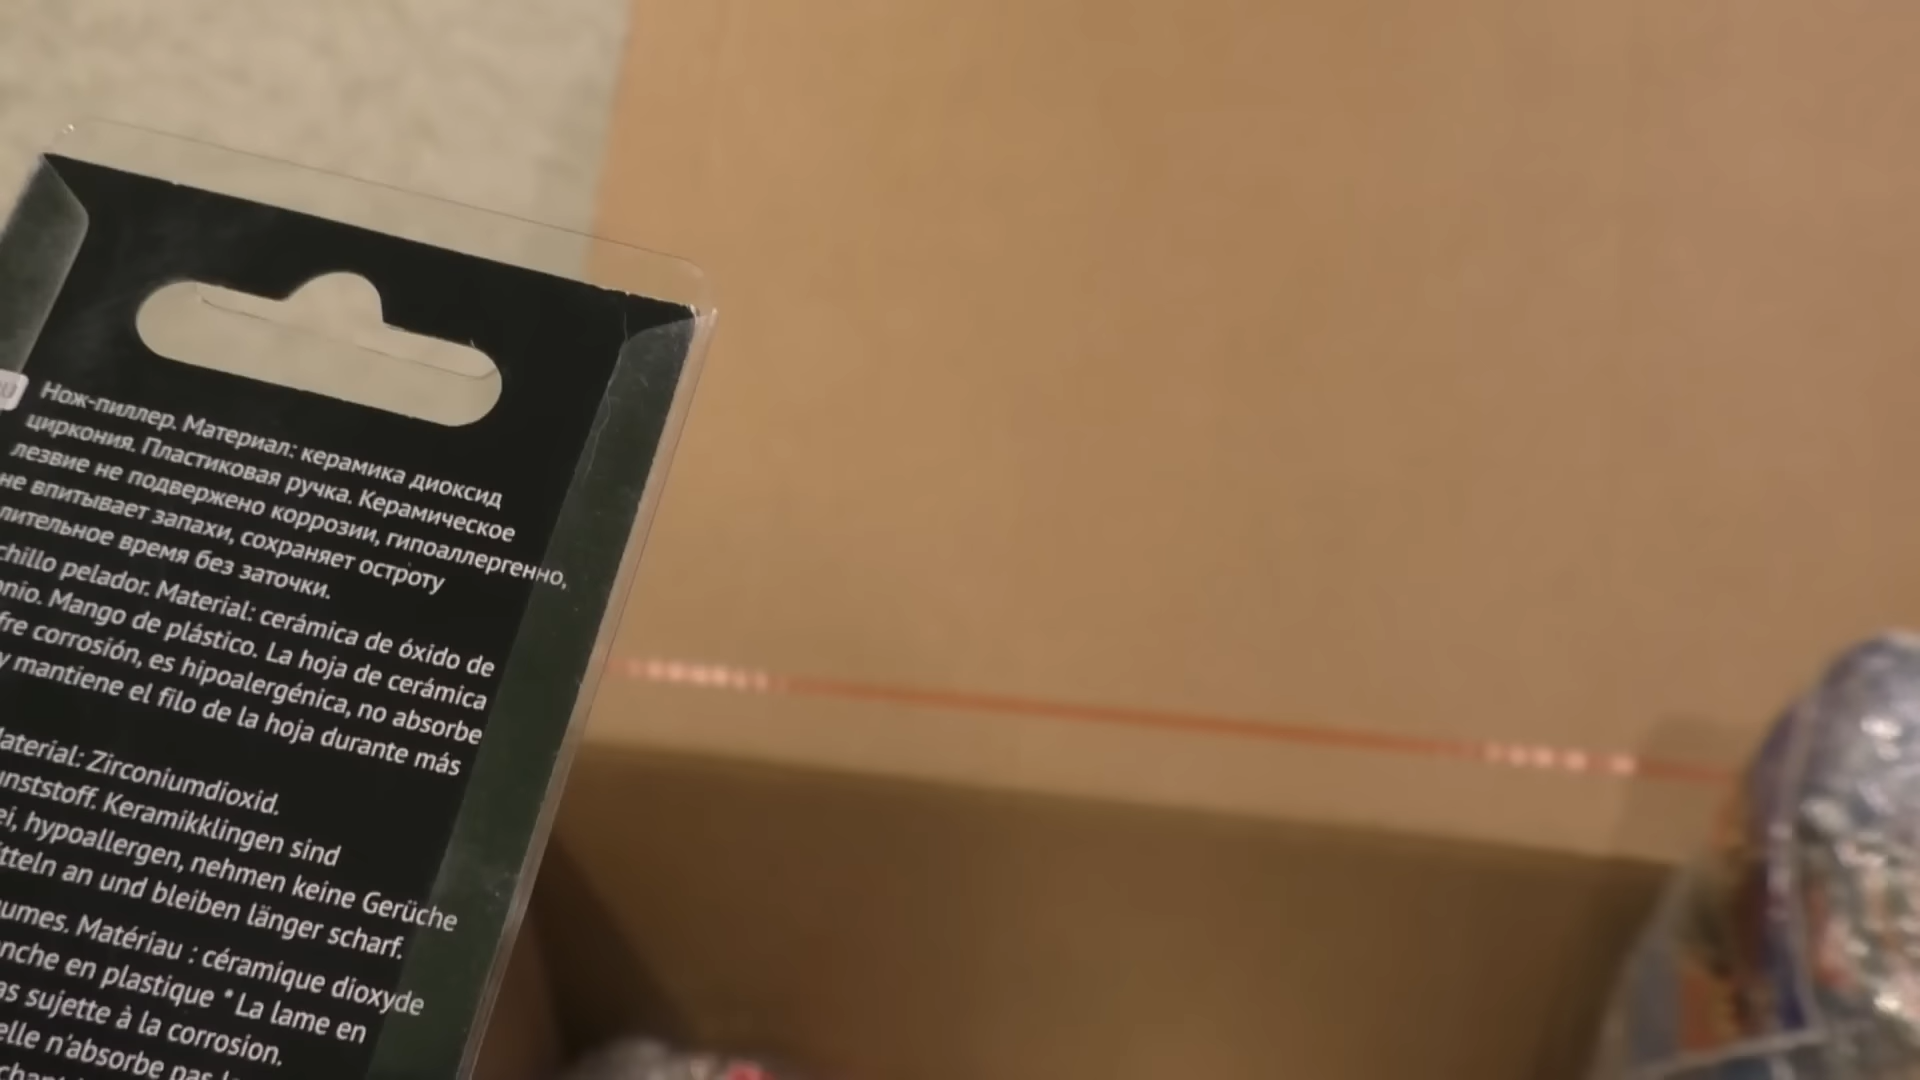 Нож-пиллер. Материал: керамика диоксид
циркония. Пластиковая ручка. Керамическое
лезвие не подвержено коррозии, гипоаллергенно,
не впитывает запахи, сохраняет остроту
лительное время без заточки.
chillo pelador. Material: cerámica de óxido de
onio. Mango de plástico. La hoja de cerámica
fre corrosión, es hipoalergénica, no absorbe
y mantiene el filo de la hoja durante más
Material: Zirconiumdioxid.
unststoff. Keramikklingen sind
ei, hypoallergen, nehmen keine Gerüche
itteln an und bleiben länger scharf.
umes. Matériau : céramique dioxyde
nche en plastique * La lame en
as sujette à la corrosion.
elle n'absorbe pas